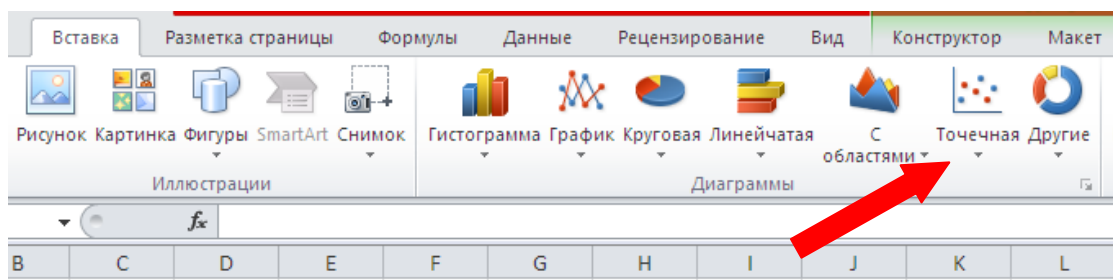 Вставка Разметка страницы Формулы Данные Рецензирование Вид Конструктор Макет
Рисунок Картинка Фигуры SmartArt Снимок Гистограмма График Круговая Линейчатая С областями Точечная Другие
Иллюстрации Диаграммы
fx
B C D E F G H I J K L